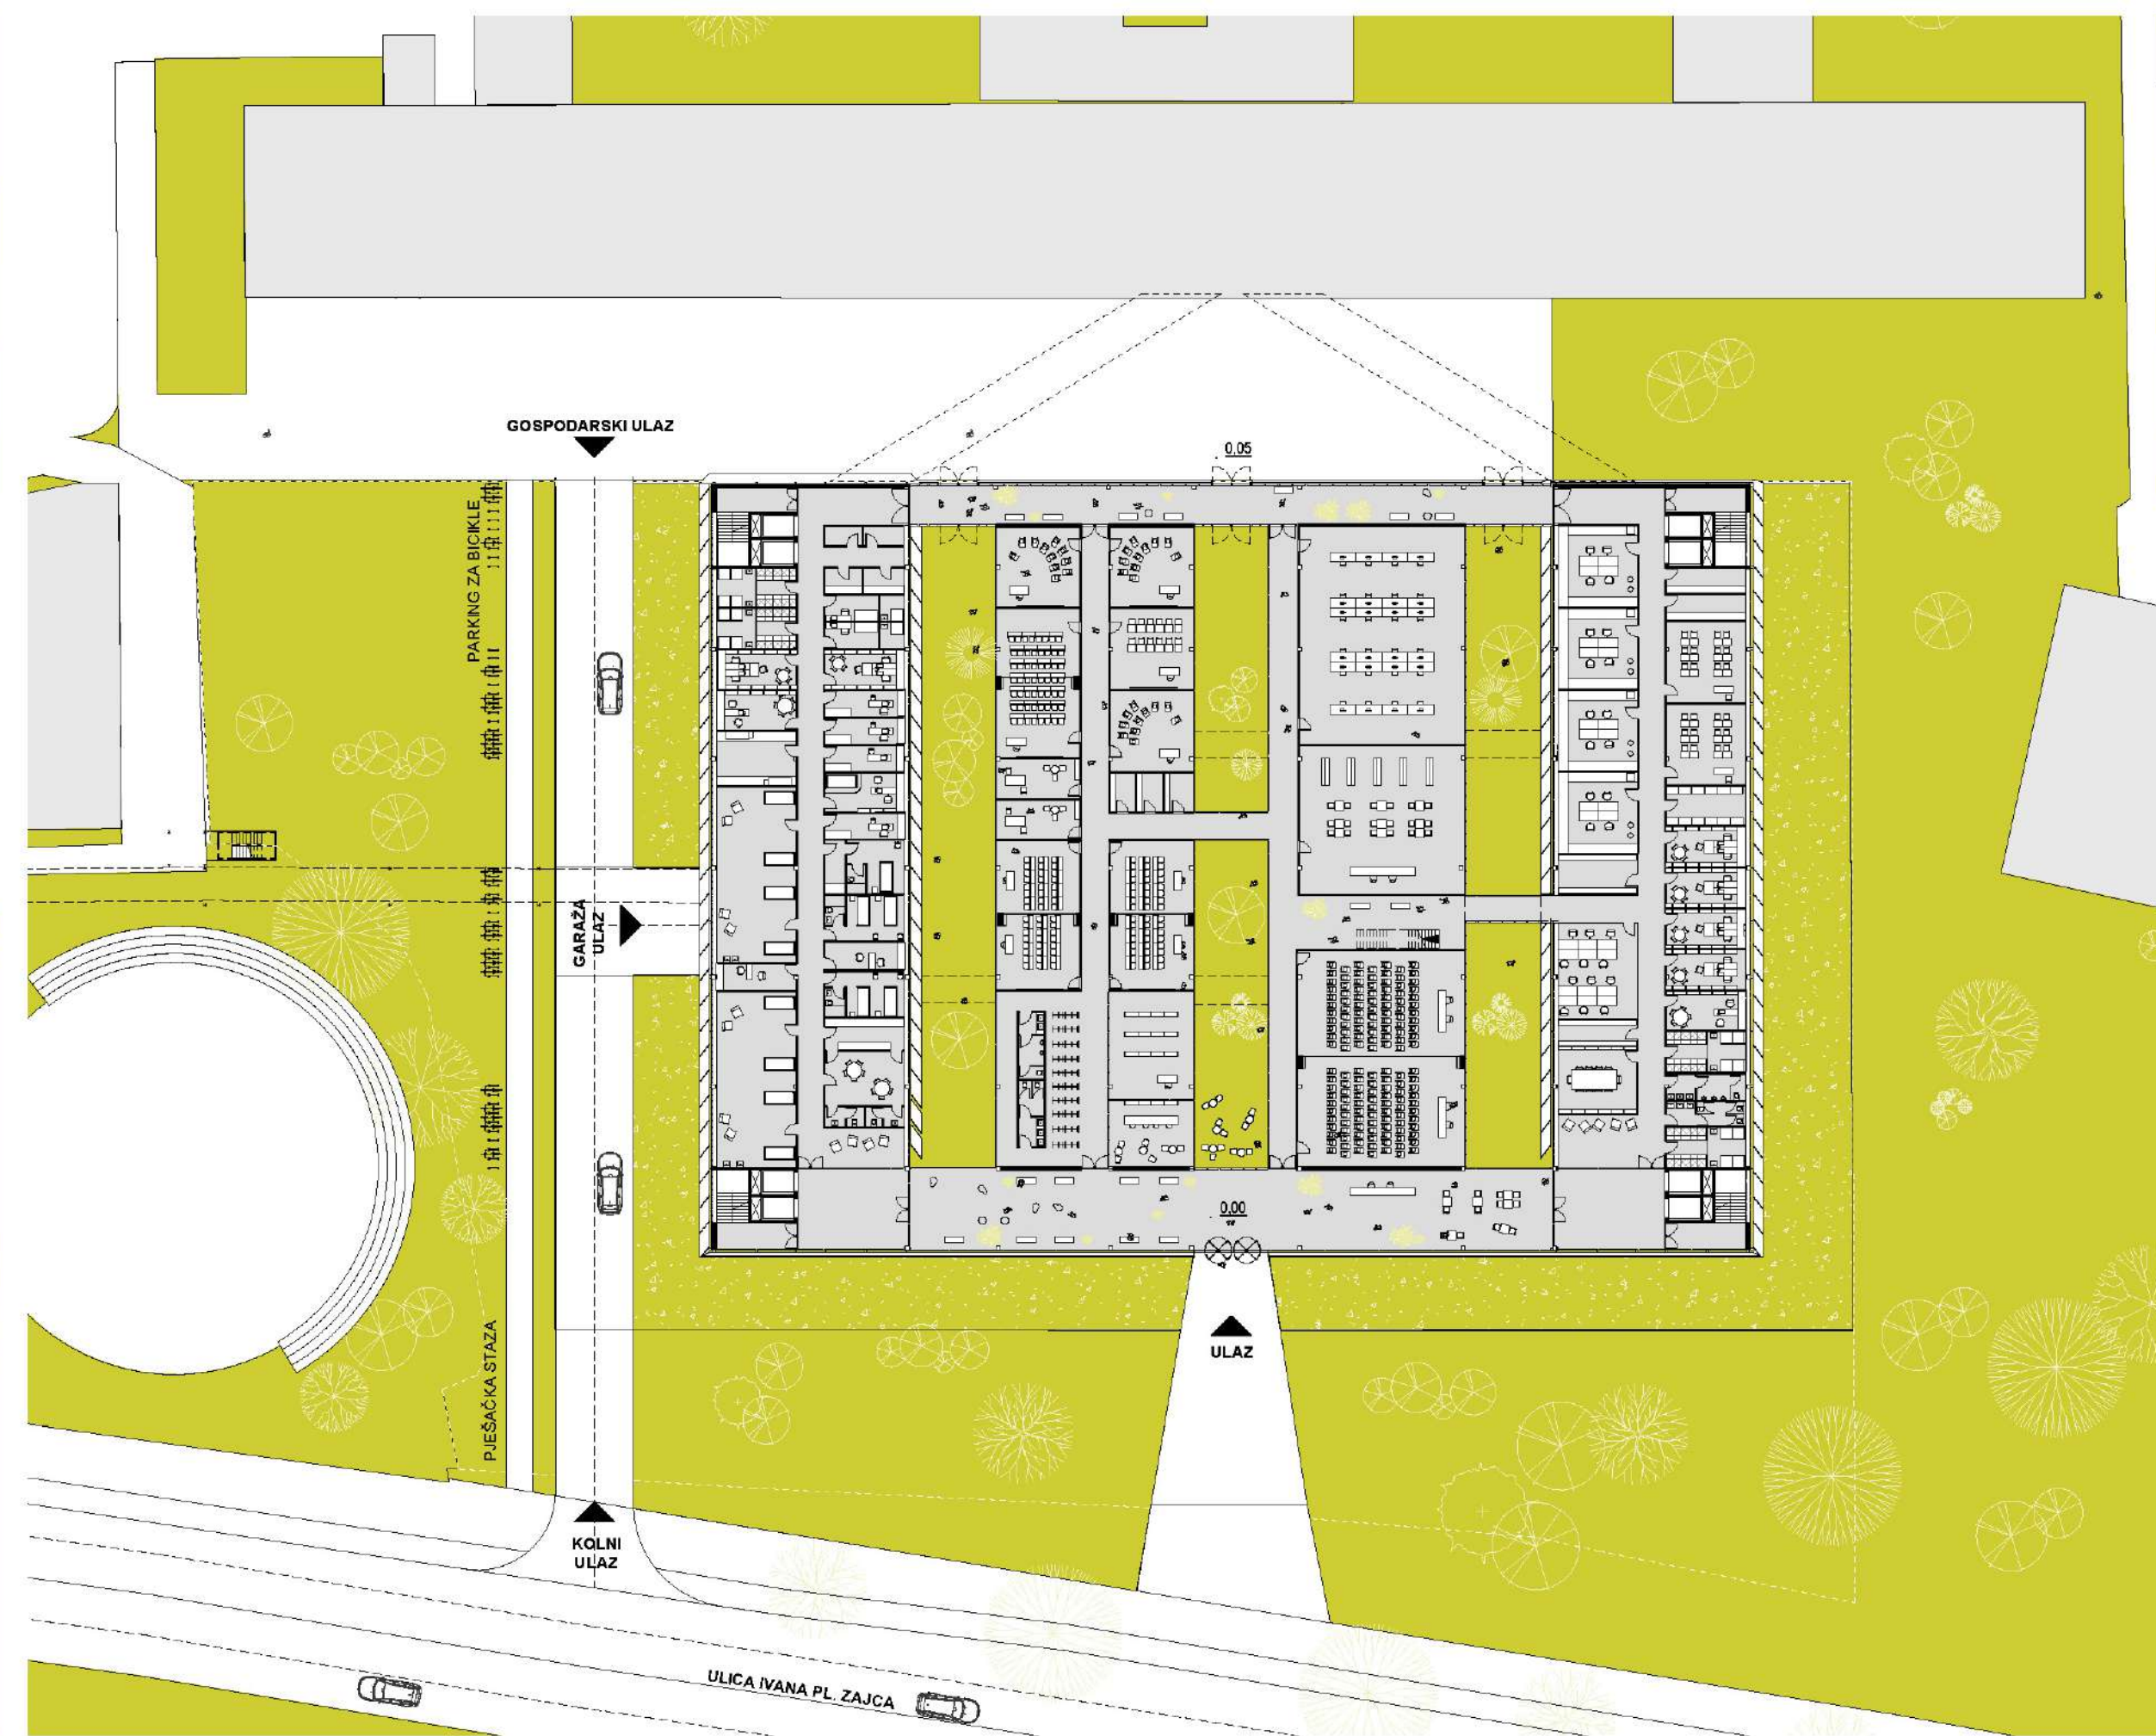 GOSPODARSKI ULAZ
0,05
PARKING ZA BICIKLE
GARAŽA
ULAZ
0,00
ULAZ
PJEŠAČKA STAZA
KOLNI
ULAZ
ULICA IVANA PL. ZAJCA